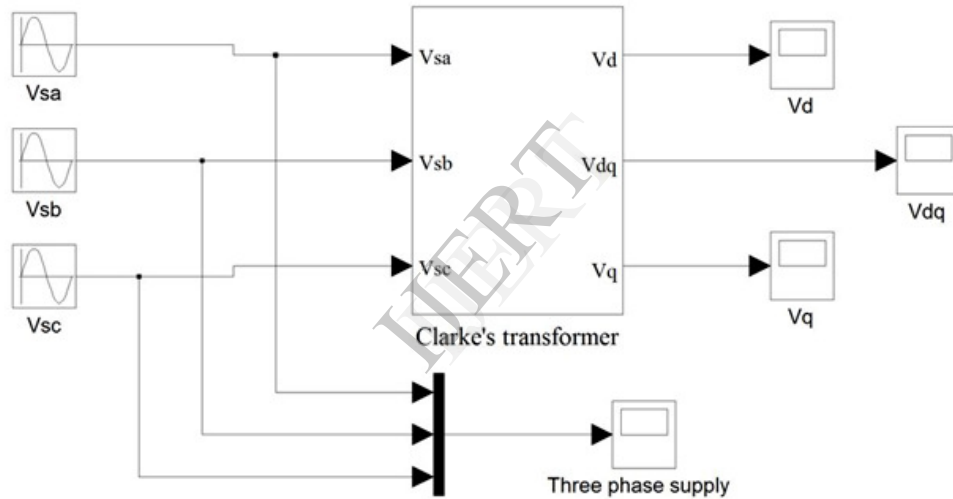 Vsa
Vsb
Vsc
Vsa
Vsb
Vsc
Vd
Vdq
Vq
Clarke's transformer
Vd
Vdq
Vq
Three phase supply
IJERT